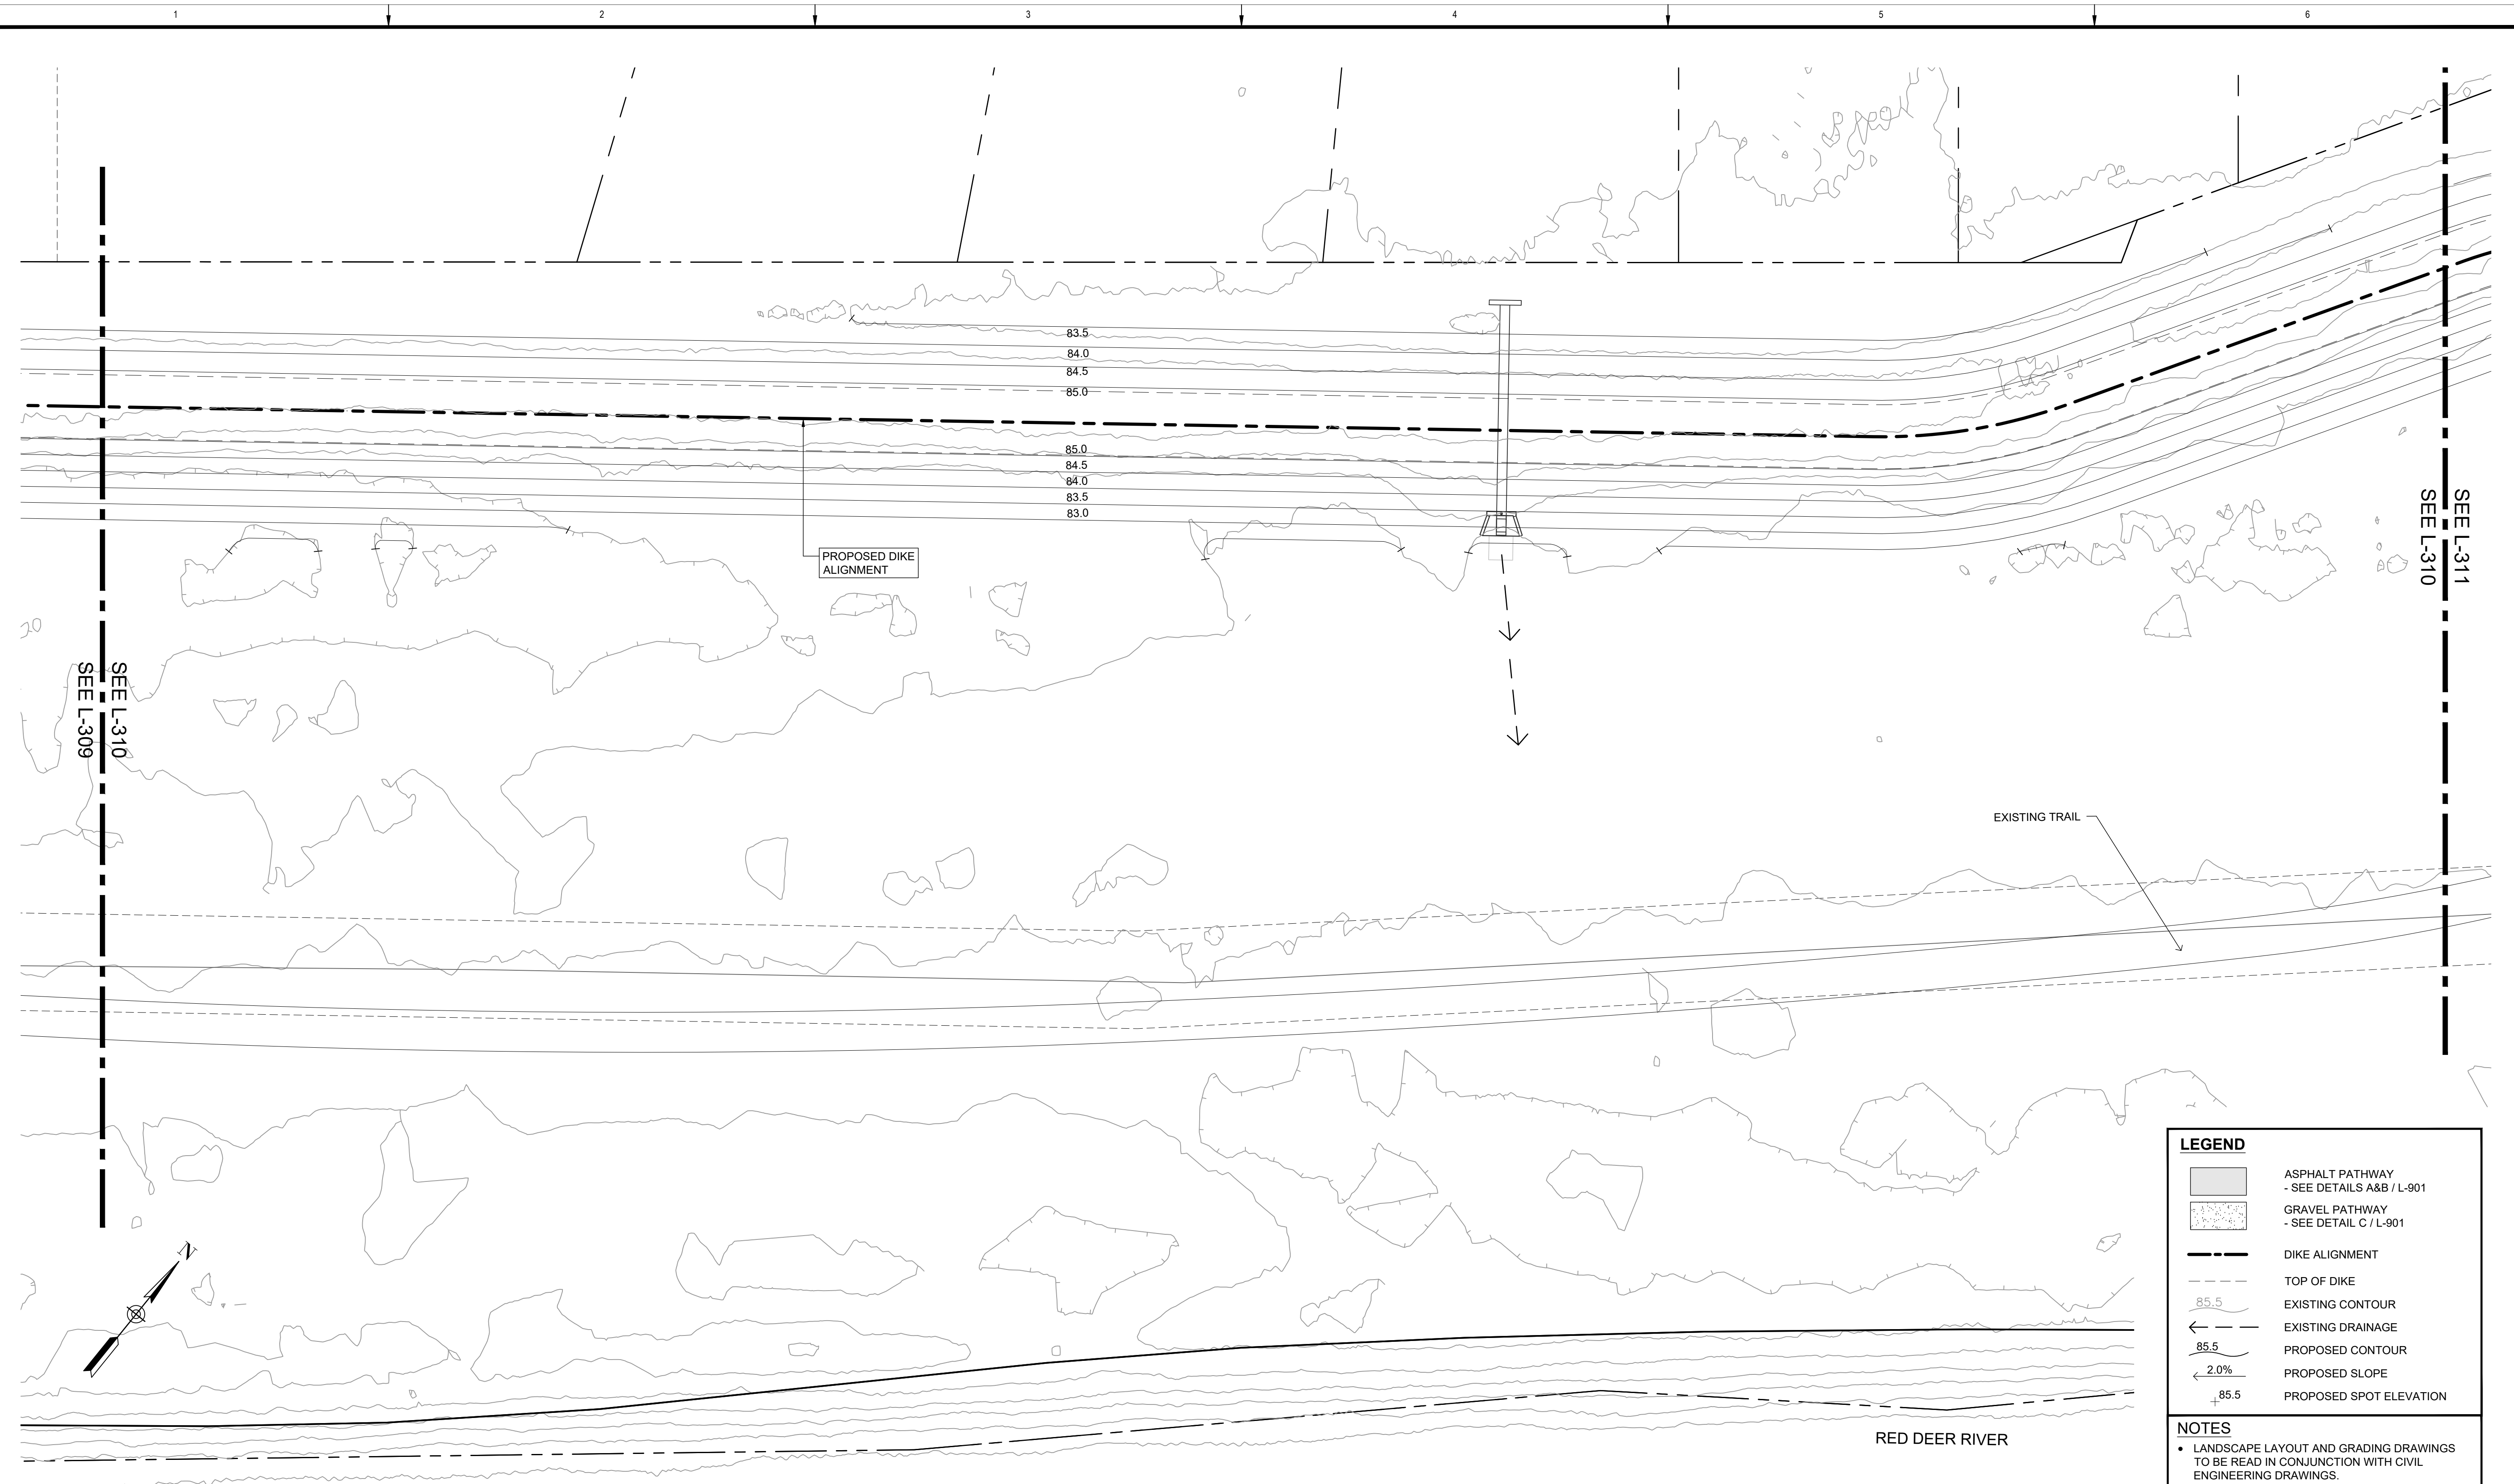 1
2
3
4
5
6
83.5
84.0
84.5
85.0
85.0
84.5
84.0
83.5
83.0
PROPOSED DIKE
ALIGNMENT
SEE L-309
SEE L-310
SEE L-310
SEE L-311
EXISTING TRAIL
N
RED DEER RIVER
LEGEND
ASPHALT PATHWAY
- SEE DETAILS A&B / L-901
GRAVEL PATHWAY
- SEE DETAIL C / L-901
DIKE ALIGNMENT
TOP OF DIKE
85.5 EXISTING CONTOUR
EXISTING DRAINAGE
85.5 PROPOSED CONTOUR
2.0% PROPOSED SLOPE
85.5 PROPOSED SPOT ELEVATION
NOTES
• LANDSCAPE LAYOUT AND GRADING DRAWINGS
TO BE READ IN CONJUNCTION WITH CIVIL
ENGINEERING DRAWINGS.